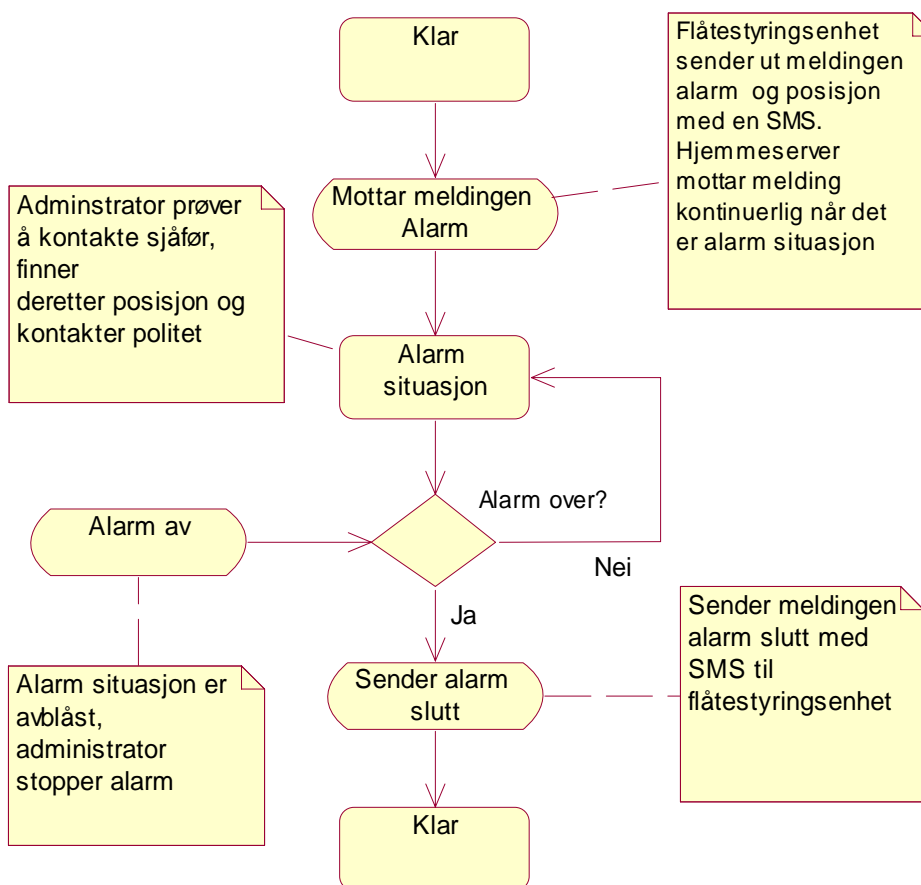 Klar
Flåtestyringsenhet
sender ut meldingen
alarm og posisjon
med en SMS.
Hjemmeserver
mottar melding
kontinuerlig når det
er alarm situasjon
Mottar meldingen
Alarm
Adminstrator prøver
å kontakte sjåfør,
finner
deretter posisjon og
kontakter politet
Alarm
situasjon
Alarm over?
Alarm av
Nei
Ja
Sender meldingen
alarm slutt med
SMS til
flåtestyringsenhet
Sender alarm
slutt
Alarm situasjon er
avblåst,
administrator
stopper alarm
Klar